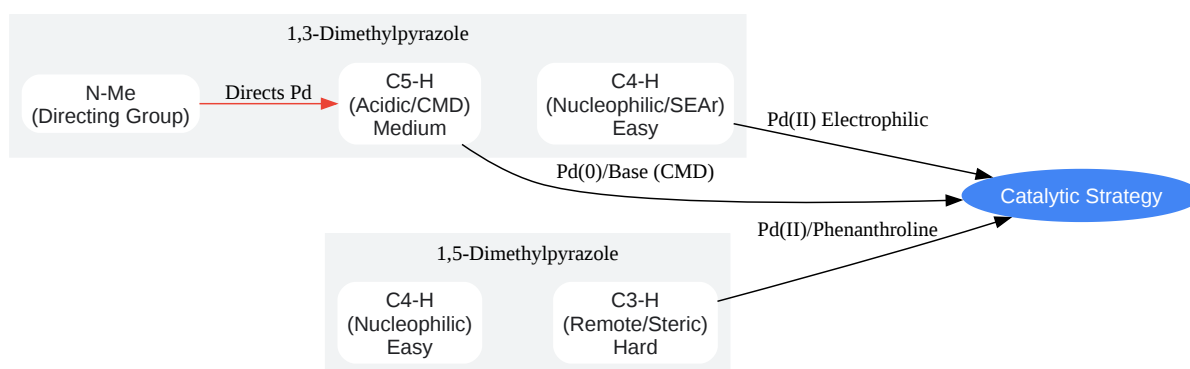 1,3-Dimethylpyrazole
N-Me
(Directing Group)
Directs Pd
C5-H
(Acidic/CMD)
Medium
C4-H
(Nucleophilic/SEAr)
Easy
Pd(II) Electrophilic
Pd(0)/Base (CMD)
Catalytic Strategy
Pd(II)/Phenanthroline
1,5-Dimethylpyrazole
C4-H
(Nucleophilic)
Easy
C3-H
(Remote/Steric)
Hard